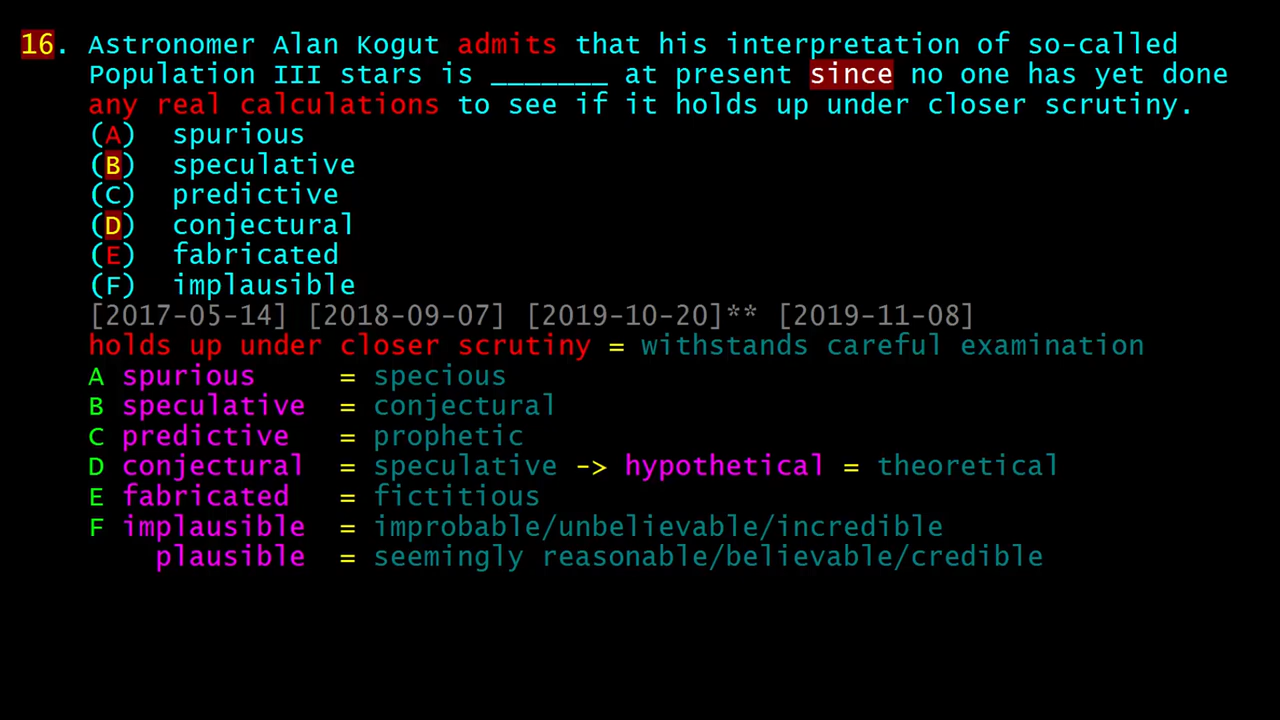 16. Astronomer Alan Kogut admits that his interpretation of so-called
Population III stars is _______ at present since no one has yet done
any real calculations to see if it holds up under closer scrutiny.
(A) spurious
(B) speculative
(C) predictive
(D) conjectural
(E) fabricated
(F) implausible
[2017-05-14] [2018-09-07] [2019-10-20]** [2019-11-08]
holds up under closer scrutiny = withstands careful examination
A spurious = specious
B speculative = conjectural
C predictive = prophetic
D conjectural = speculative -> hypothetical = theoretical
E fabricated = fictitious
F implausible = improbable/unbelievable/incredible
plausible = seemingly reasonable/believable/credible